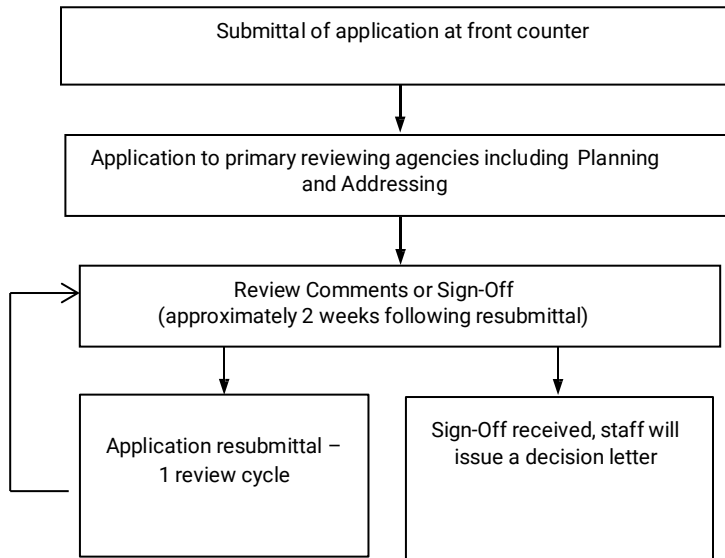 Submittal of application at front counter
Application to primary reviewing agencies including Planning
and Addressing
Review Comments or Sign-Off
(approximately 2 weeks following resubmittal)
Application resubmittal –
1 review cycle
Sign-Off received, staff will
issue a decision letter